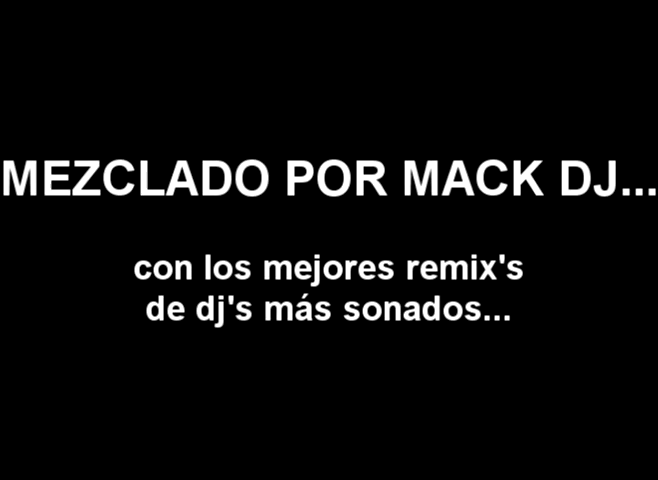 MEZCLADO POR MACK DJ...
con los mejores remix's
de dj's más sonados...